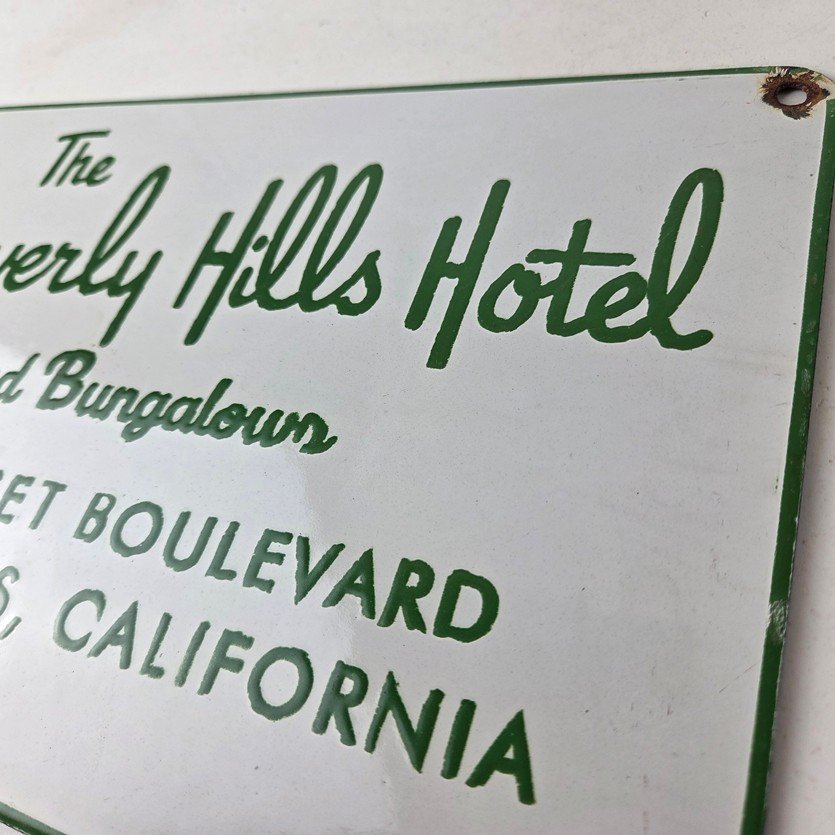 The
verly Hills Hotel
d Bungalows
ET BOULEVARD
S, CALIFORNIA